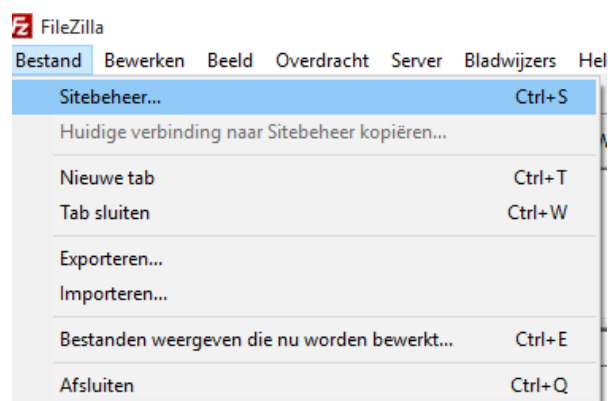 FileZilla
Bestand Bewerken Beeld Overdracht Server Bladwijzers Hel
Sitebeheer... Ctrl+S
Huidige verbinding naar Sitebeheer kopiëren...
Nieuwe tab Ctrl+T
Tab sluiten Ctrl+W
Exporteren...
Importeren...
Bestanden weergeven die nu worden bewerkt... Ctrl+E
Afsluiten Ctrl+Q